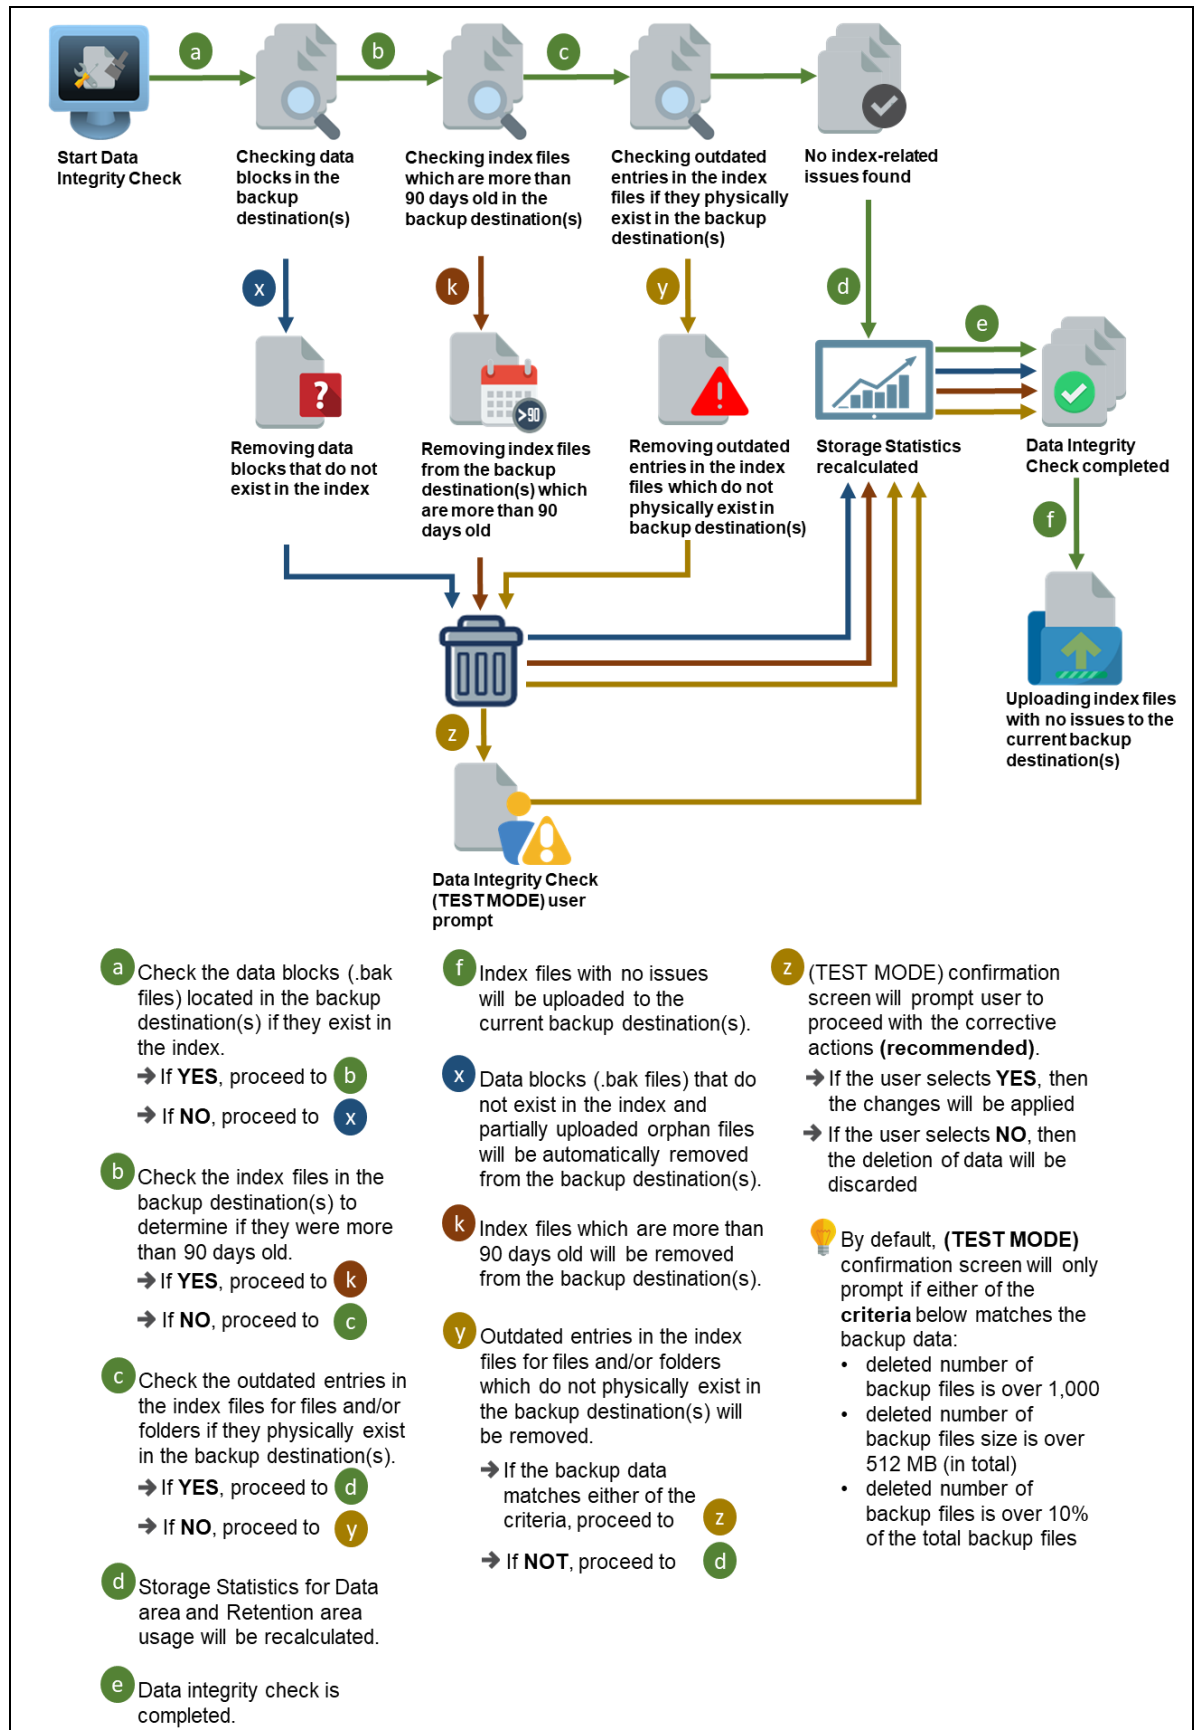 a
b
c
Start Data
Integrity Check
Checking data
blocks in the
backup
destination(s)
Checking index files
which are more than
90 days old in the
backup destination(s)
Checking outdated
entries in the index
files if they physically
exist in the backup
destination(s)
No index-related
issues found
x
k
y
d
e
?
>90
!
Removing data
blocks that do not
exist in the index
Removing index files
from the backup
destination(s) which
are more than 90
days old
Removing outdated
entries in the index
files which do not
physically exist in
backup destination(s)
Storage Statistics
recalculated
Data Integrity
Check completed
f
z
Uploading index files
with no issues to the
current backup
destination(s)
!
Data Integrity Check
(TEST MODE) user
prompt
a Check the data blocks (.bak
files) located in the backup
destination(s) if they exist in
the index.
➔ If YES, proceed to b
➔ If NO, proceed to x
b Check the index files in the
backup destination(s) to
determine if they were more
than 90 days old.
➔ If YES, proceed to k
➔ If NO, proceed to c
c Check the outdated entries in
the index files for files and/or
folders if they physically exist
in the backup destination(s).
➔ If YES, proceed to d
➔ If NO, proceed to y
d Storage Statistics for Data
area and Retention area
usage will be recalculated.
e Data integrity check is
completed.
f Index files with no issues
will be uploaded to the
current backup destination(s).
x Data blocks (.bak files) that do
not exist in the index and
partially uploaded orphan files
will be automatically removed
from the backup destination(s).
k Index files which are more than
90 days old will be removed
from the backup destination(s).
y Outdated entries in the index
files for files and/or folders
which do not physically exist in
the backup destination(s) will
be removed.
➔ If the backup data
matches either of the
criteria, proceed to z
➔ If NOT, proceed to d
z (TEST MODE) confirmation
screen will prompt user to
proceed with the corrective
actions (recommended).
➔ If the user selects YES, then
the changes will be applied
➔ If the user selects NO, then
the deletion of data will be
discarded
By default, (TEST MODE)
confirmation screen will only
prompt if either of the
criteria below matches the
backup data:
• deleted number of
backup files is over 1,000
• deleted number of
backup files size is over
512 MB (in total)
• deleted number of
backup files is over 10%
of the total backup files